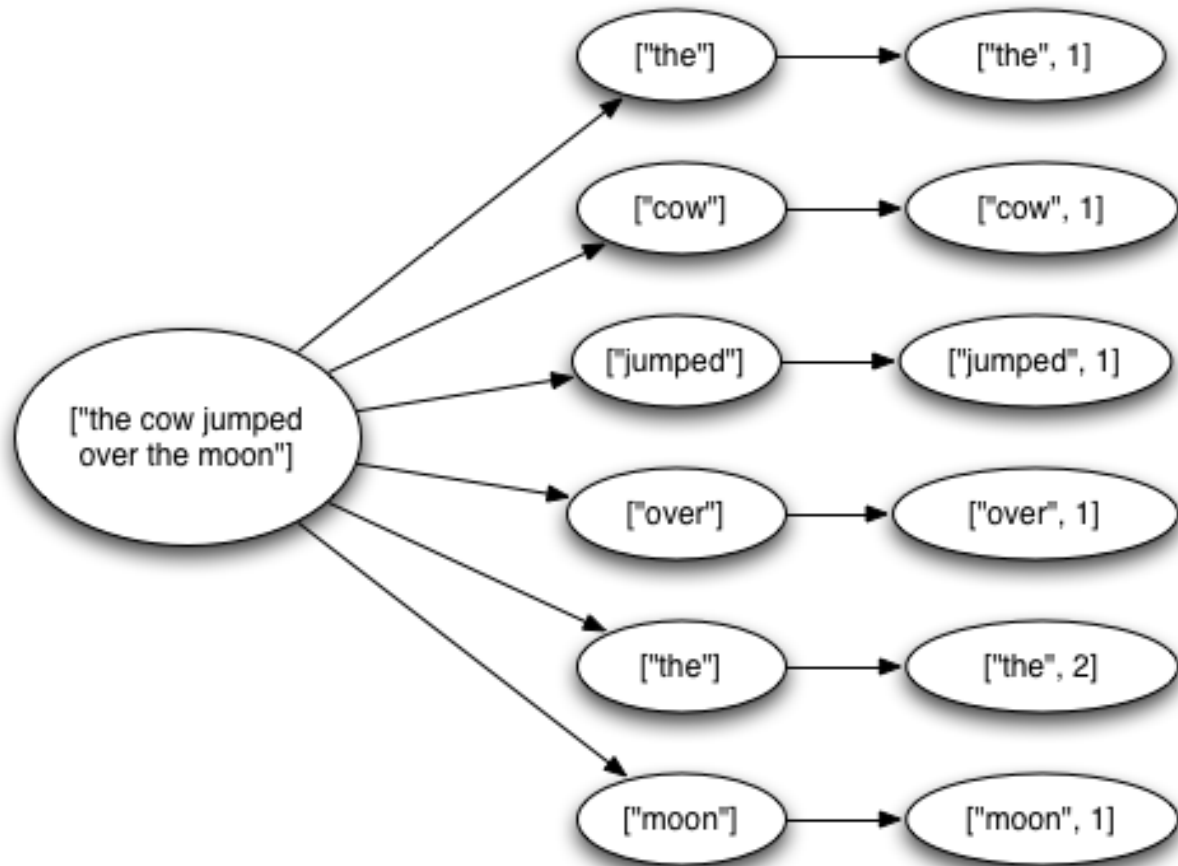 ["the"]
["the", 1]
["cow"]
["cow", 1]
["jumped"]
["jumped", 1]
["the cow jumped
over the moon"]
["over"]
["over", 1]
["the"]
["the", 2]
["moon"]
["moon", 1]